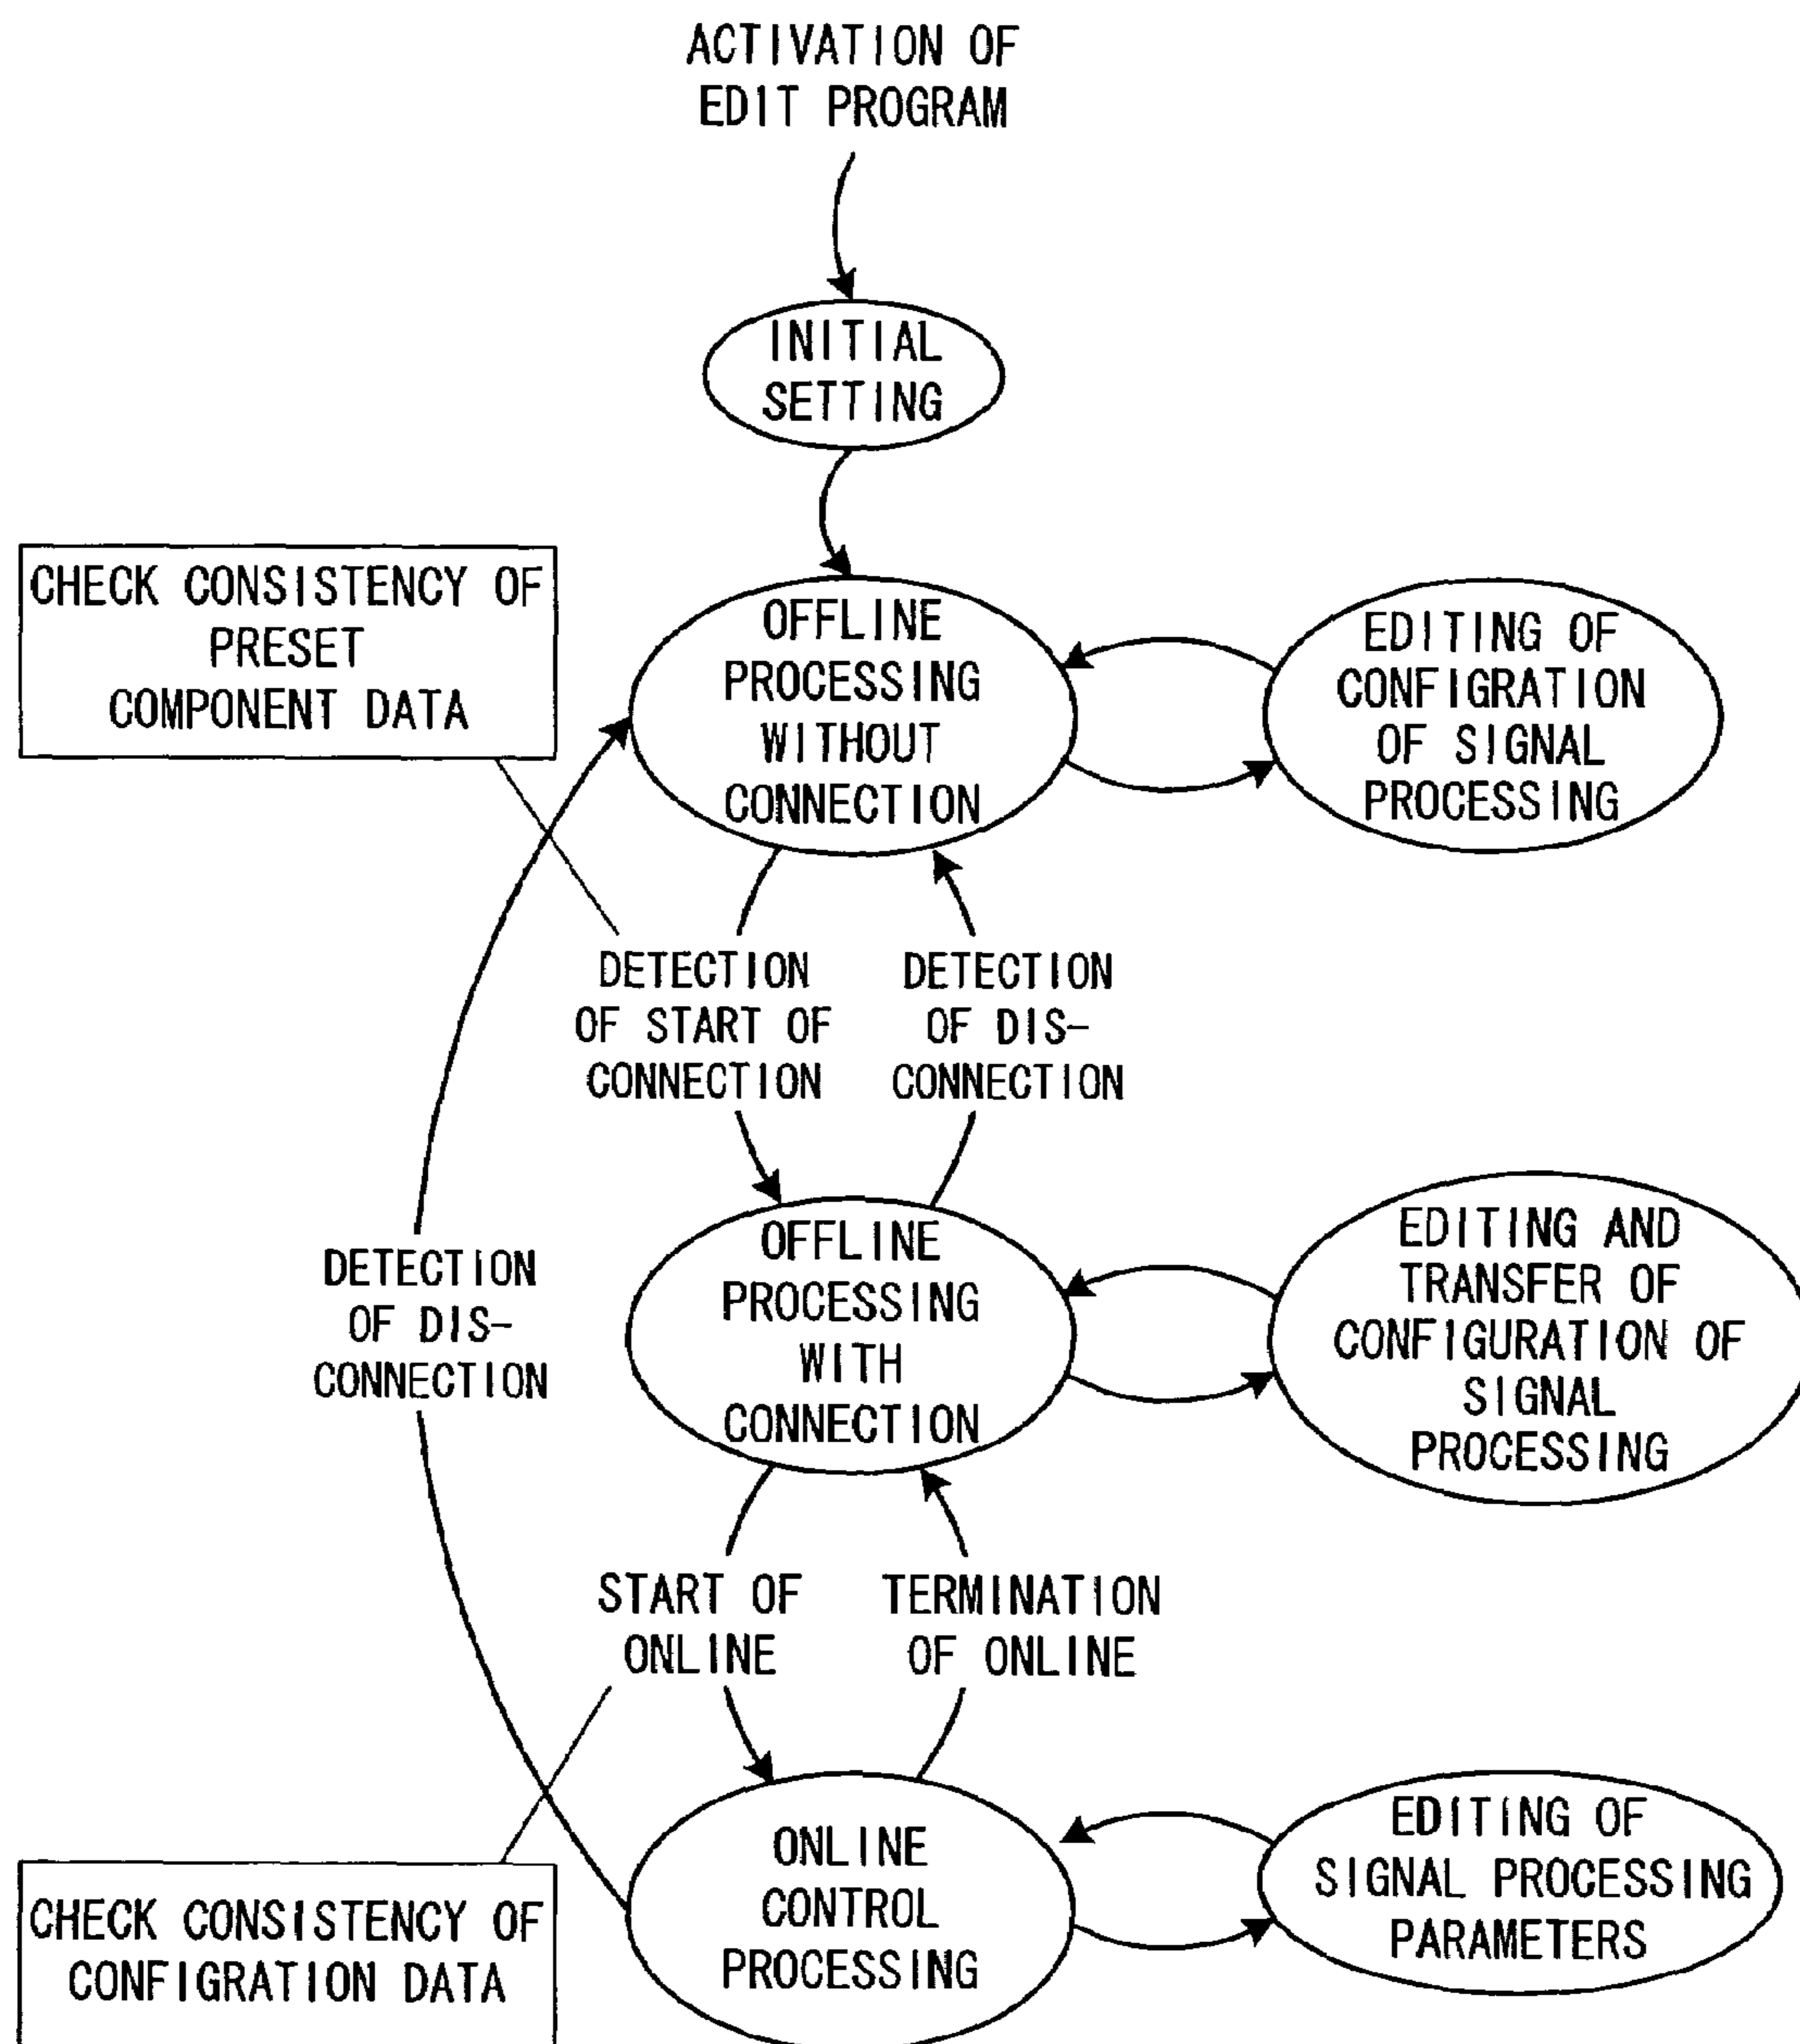 ACTIVATION OF
EDIT PROGRAM
INITIAL
SETTING
CHECK CONSISTENCY OF
PRESET
COMPONENT DATA
OFFLINE
PROCESSING
WITHOUT
CONNECTION
EDITING OF
CONFIGRATION
OF SIGNAL
PROCESSING
DETECTION
OF START OF
CONNECTION
DETECTION
OF DIS-
CONNECTION
DETECTION
OF DIS-
CONNECTION
OFFLINE
PROCESSING
WITH
CONNECTION
EDITING AND
TRANSFER OF
CONFIGURATION OF
SIGNAL
PROCESSING
START OF
ONLINE
TERMINATION
OF ONLINE
CHECK CONSISTENCY OF
CONFIGRATION DATA
ONLINE
CONTROL
PROCESSING
EDITING OF
SIGNAL PROCESSING
PARAMETERS